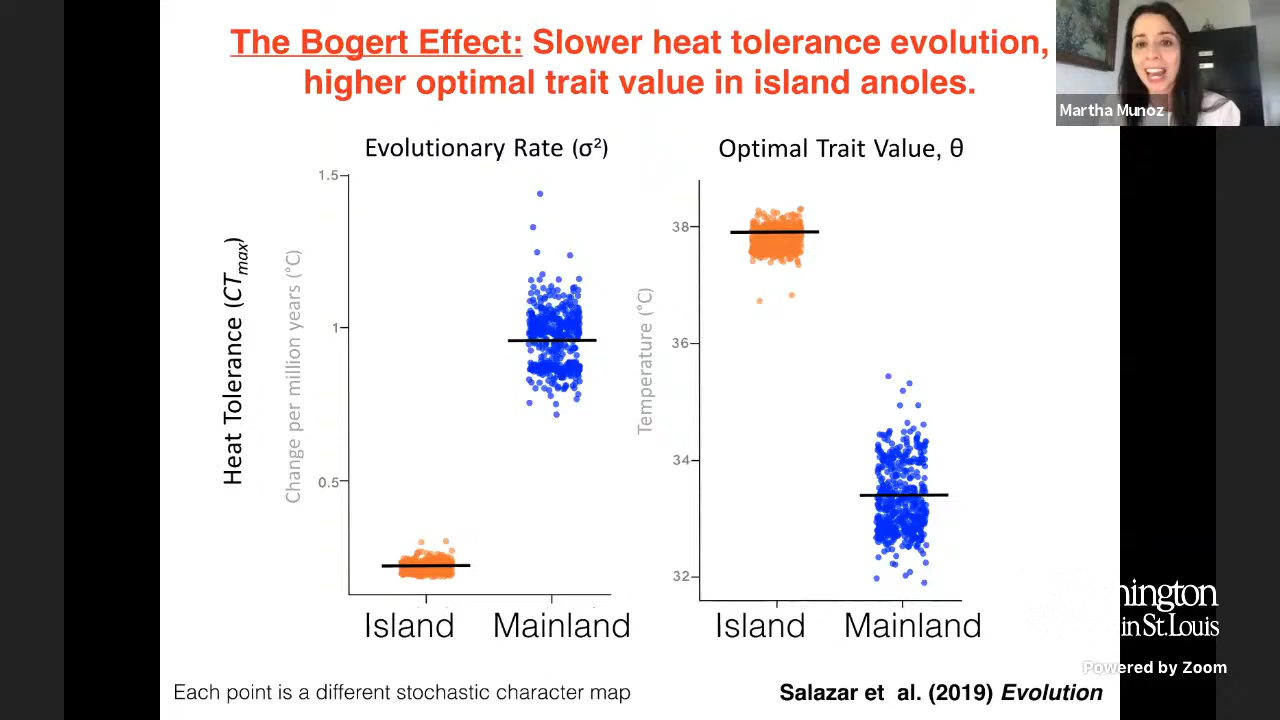 The Bogert Effect: Slower heat tolerance evolution,
higher optimal trait value in island anoles.
Martha Munoz
Evolutionary Rate (σ²)
Optimal Trait Value, θ
Heat Tolerance (CTmax)
Change per million years (°C)
1.5
1
0.5
Island
Mainland
Temperature (°C)
38
36
34
32
Island
Mainland
in St. Louis
Powered by Zoom
Each point is a different stochastic character map
Salazar et al. (2019) Evolution